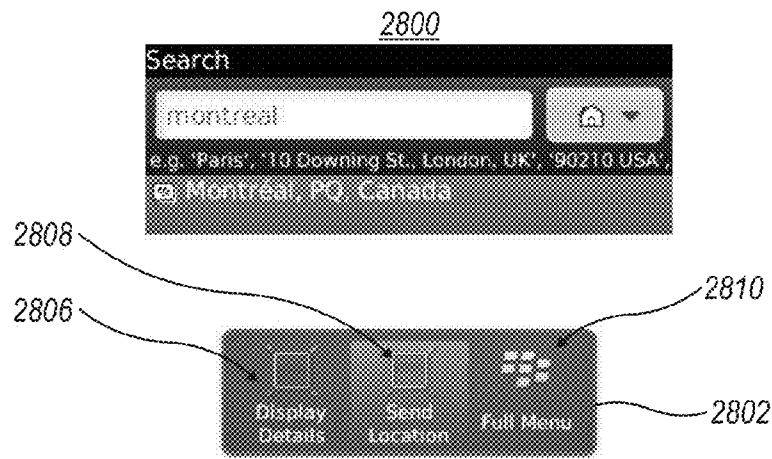 2800
Search
montreal
e.g. 'Paris', '10 Downing St., London, UK', '90210 USA',
Montréal, PQ, Canada
2808
2806
2810
Display Details
Send Location
Full Menu
2802